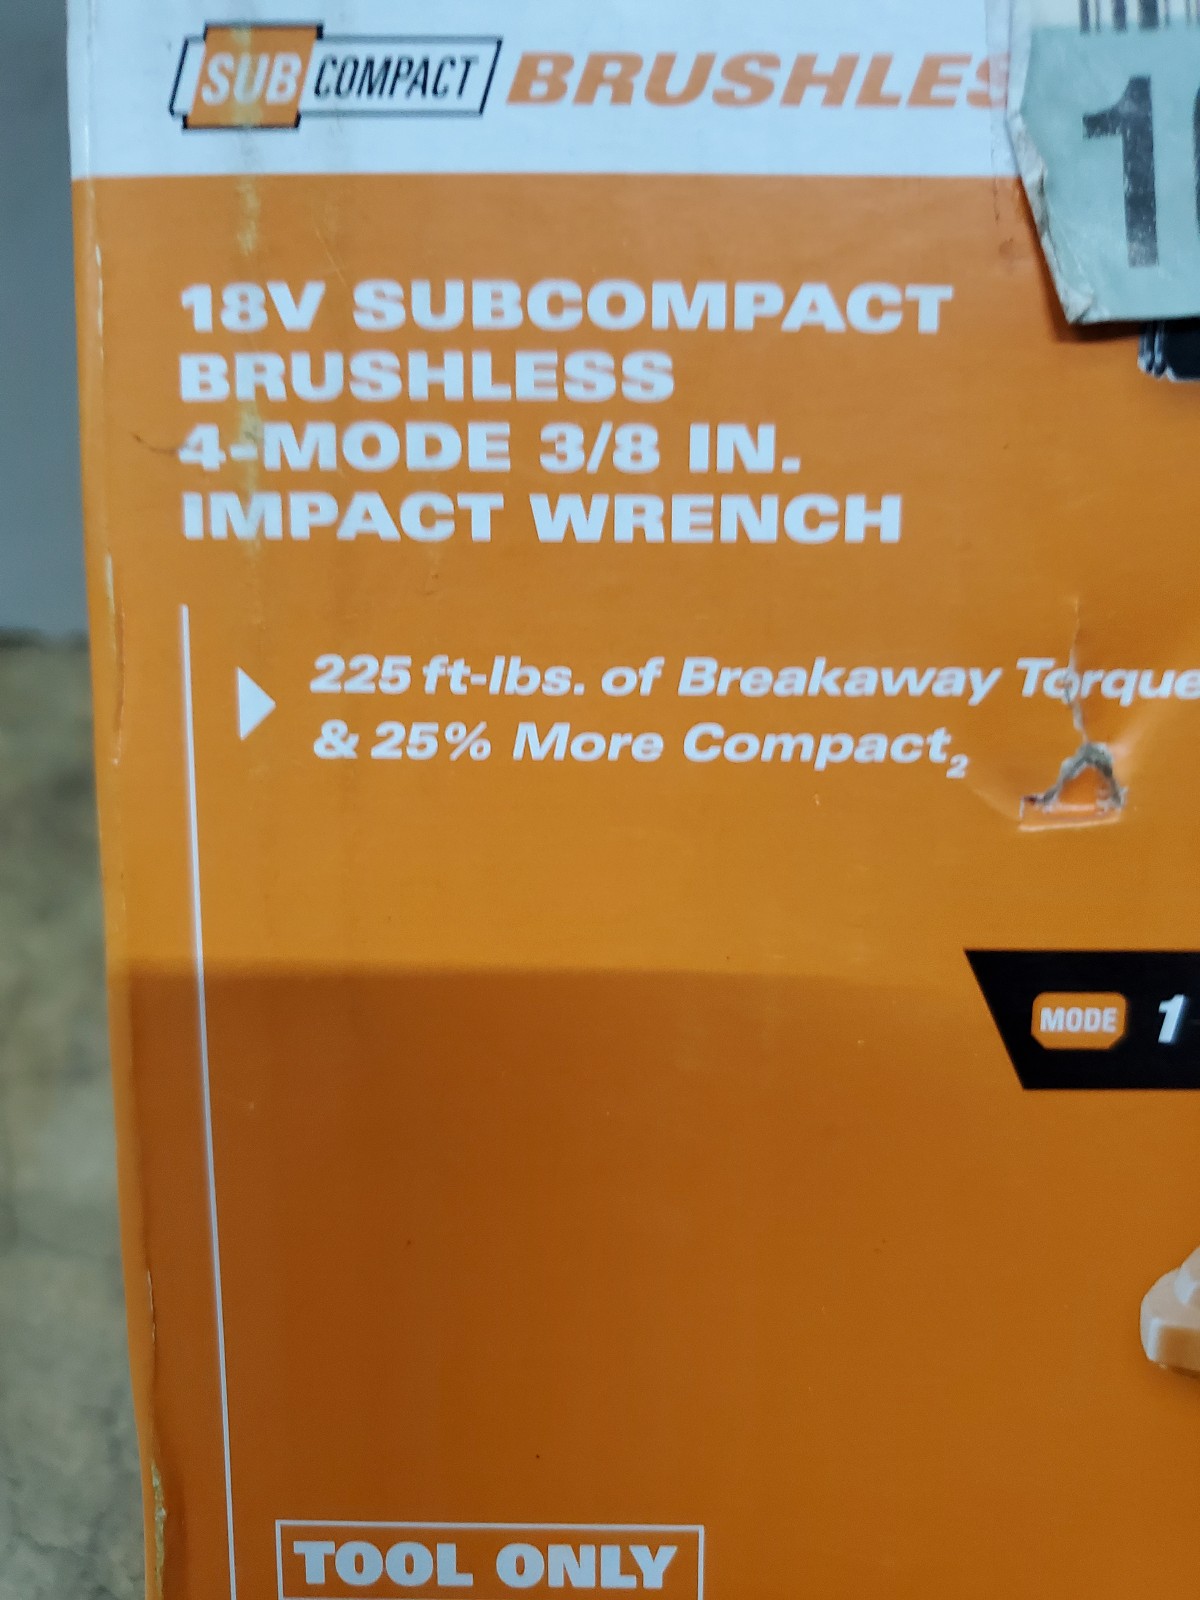 SUB COMPACT
18V SUBCOMPACT
BRUSHLESS
4-MODE 3/8 IN.
IMPACT WRENCH
225 ft-lbs. of Breakaway Torque
& 25% More Compact2
MODE 1
TOOL ONLY